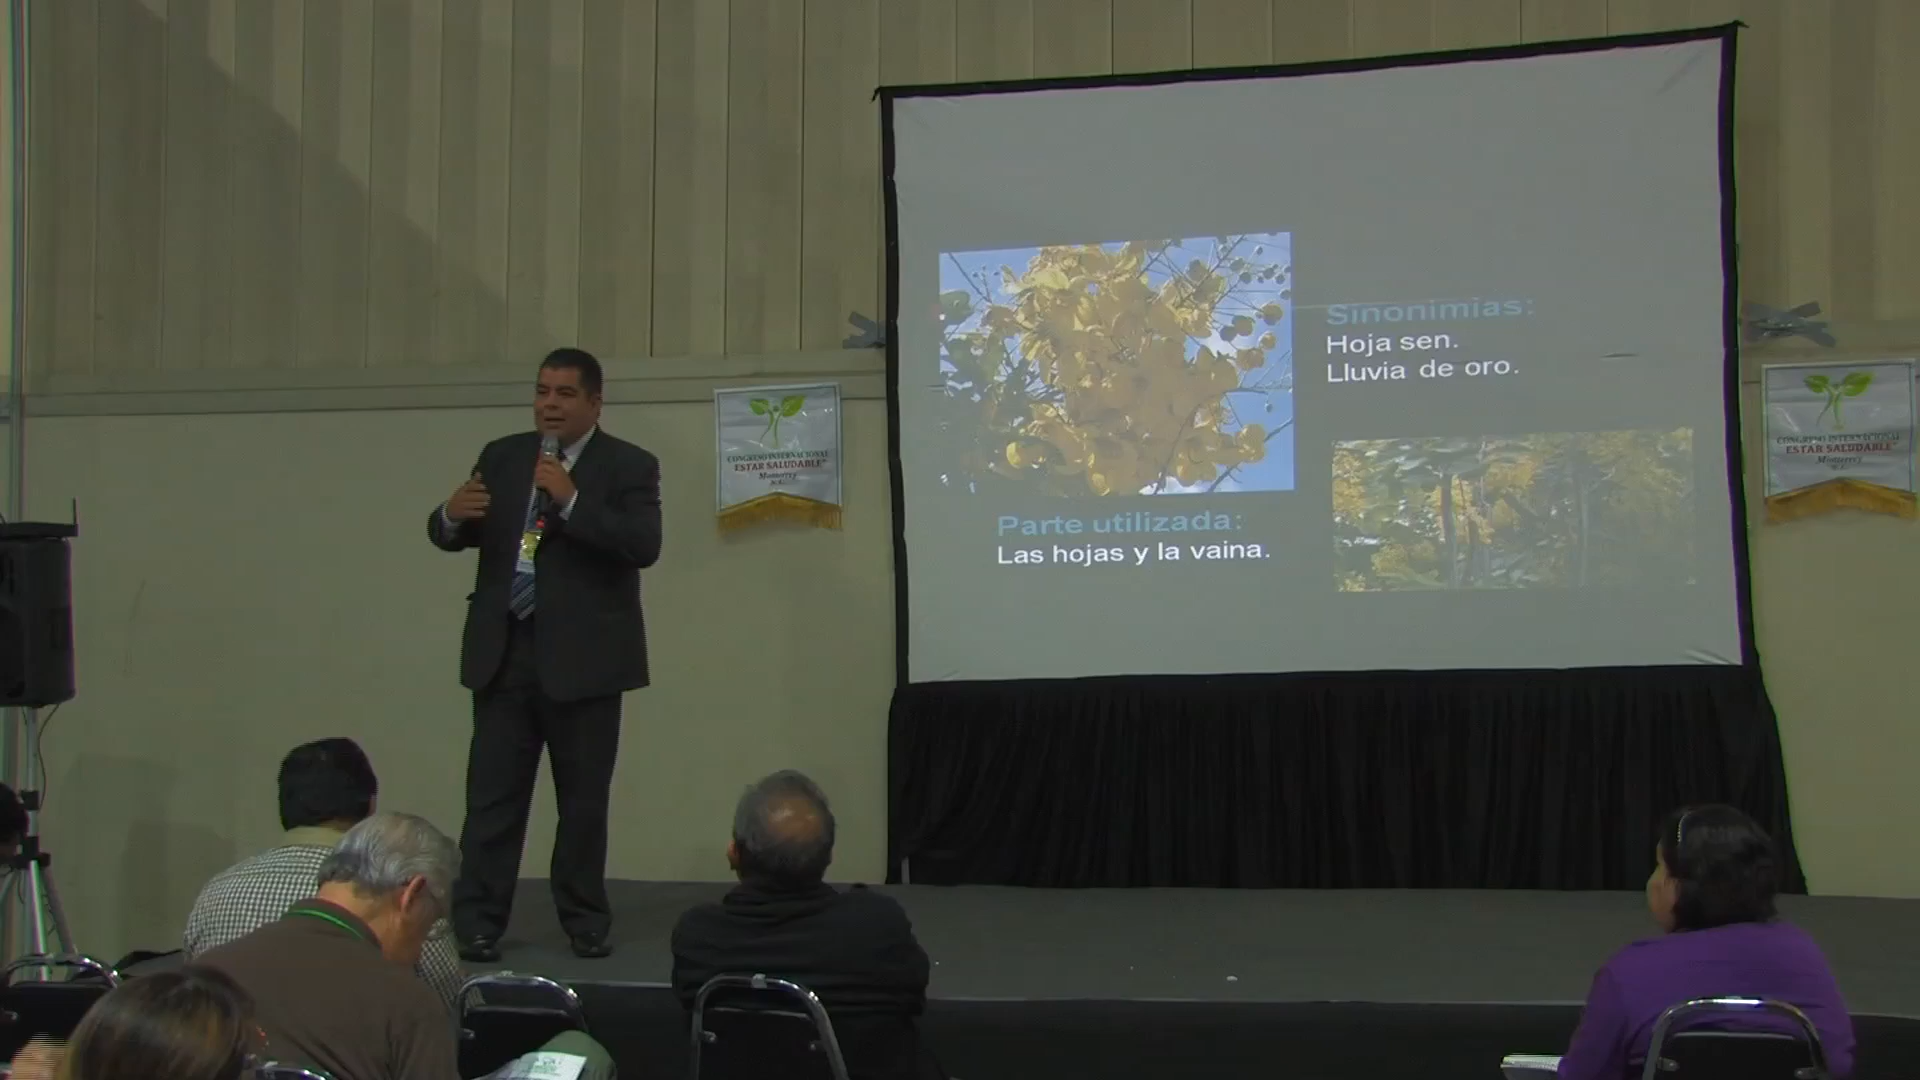 CONGRESO INTERNACIONAL
ESTAR SALUDABLE"
Monterrey
N.L.
Sinonimias:
Hoja sen.
Lluvia de oro.
Parte utilizada:
Las hojas y la vaina.
CONGRESO INTERNACIONAL
ESTAR SALUDABLE"
Monterrey
N.L.